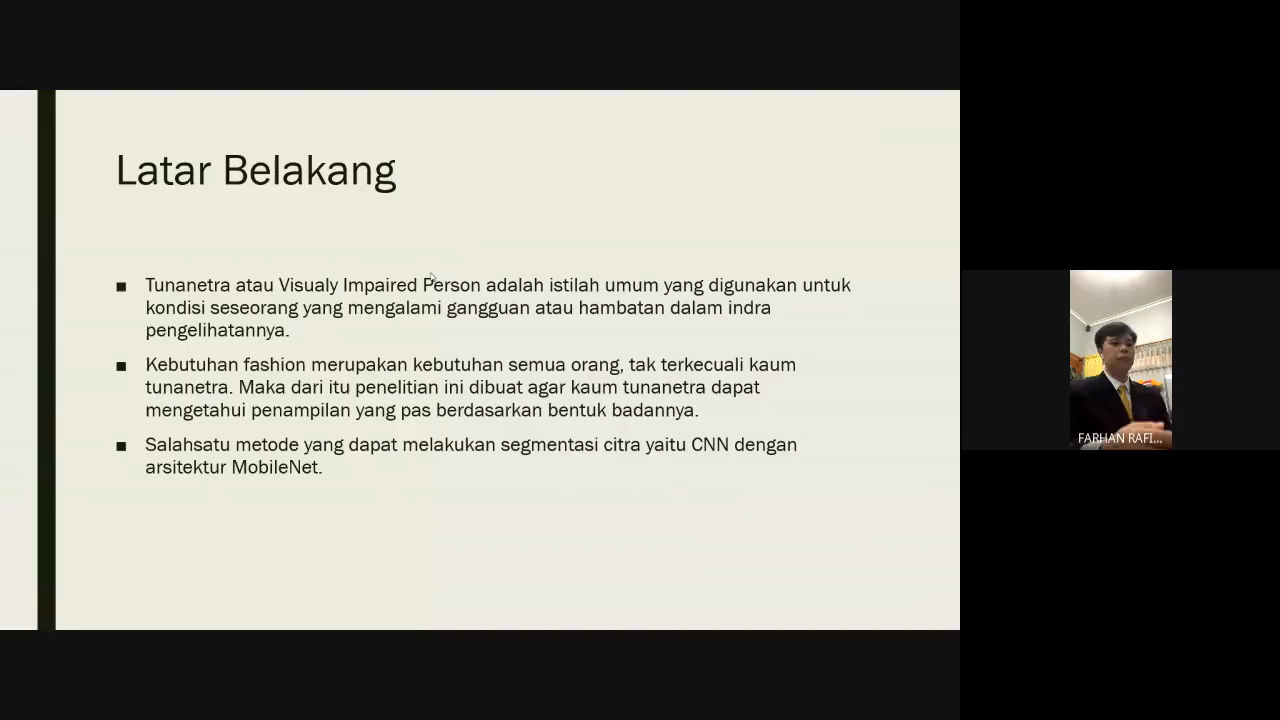 Latar Belakang
■ Tunanetra atau Visualy Impaired Person adalah istilah umum yang digunakan untuk
kondisi seseorang yang mengalami gangguan atau hambatan dalam indra
pengelihatannya.
■ Kebutuhan fashion merupakan kebutuhan semua orang, tak terkecuali kaum
tunanetra. Maka dari itu penelitian ini dibuat agar kaum tunanetra dapat
mengetahui penampilan yang pas berdasarkan bentuk badannya.
■ Salahsatu metode yang dapat melakukan segmentasi citra yaitu CNN dengan
arsitektur MobileNet.
FARHAN RAFI...